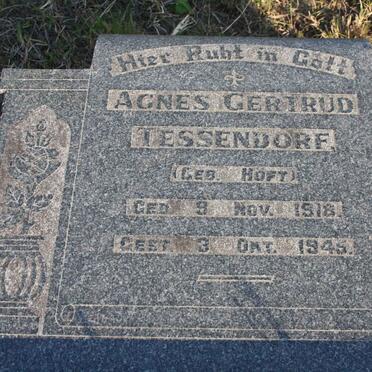 Hier Ruht in Gott
AGNES GERTRUD
TESSENDORF
(GEB. HOFT)
GEB. 9 NOV. 1918.
GEST. 3 OKT. 1945.